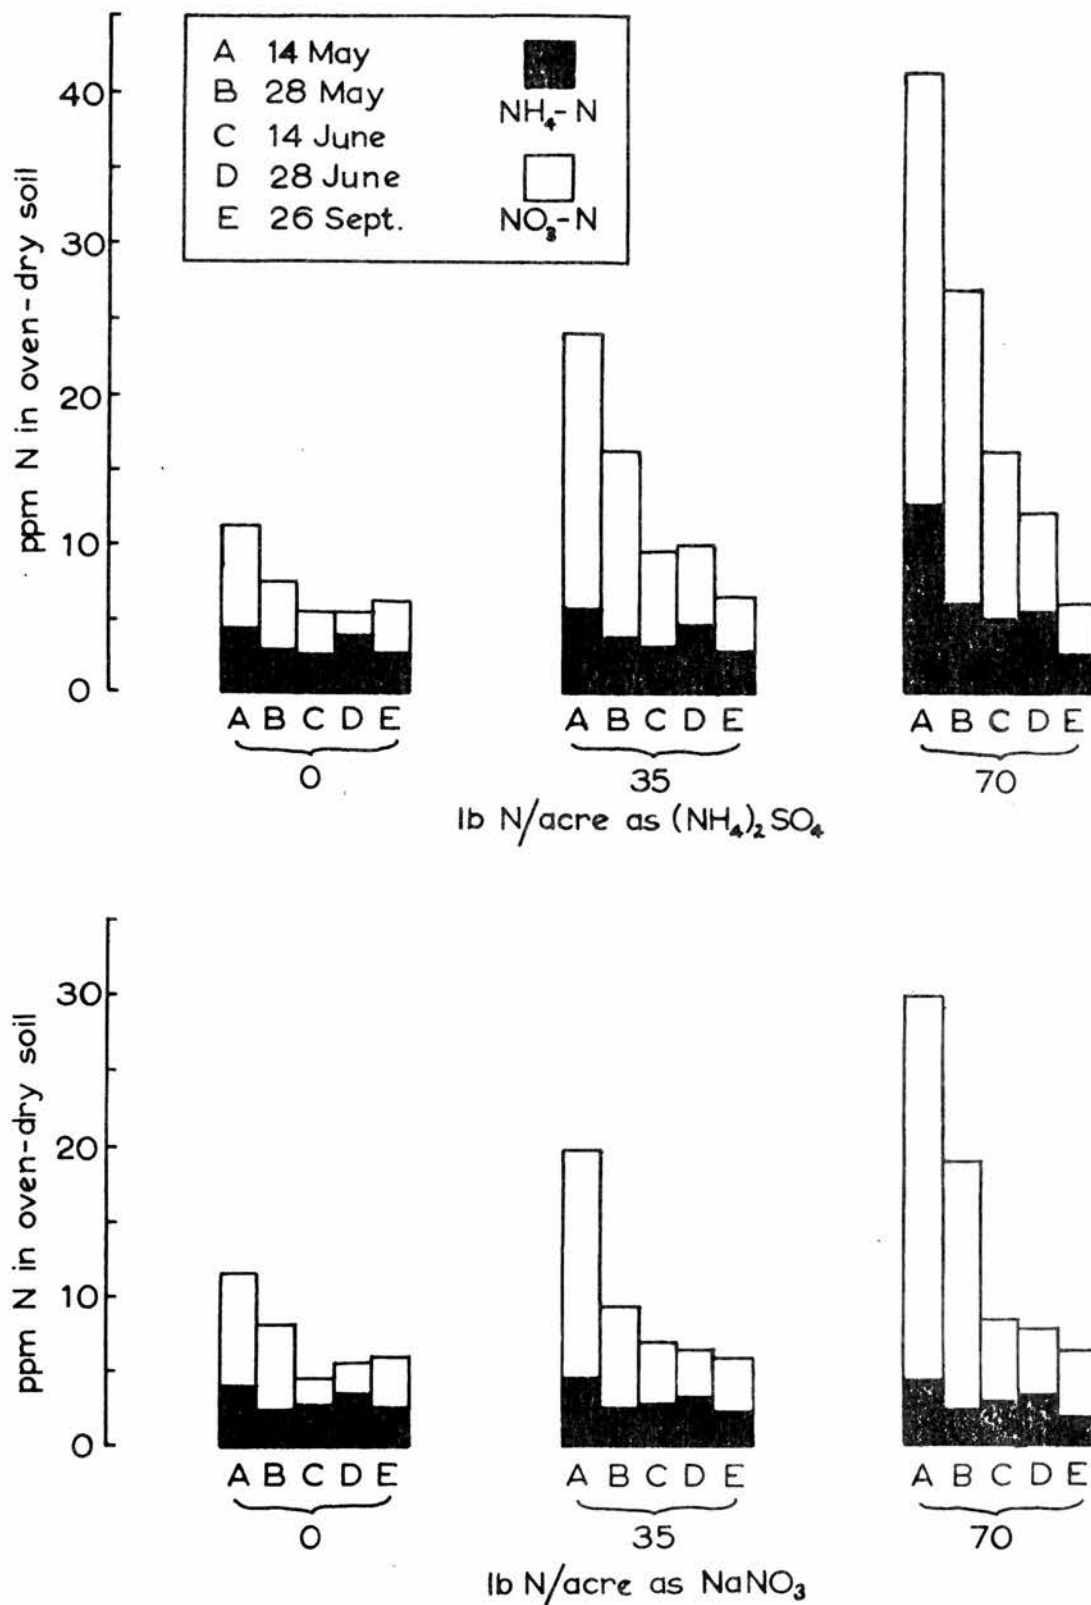 A 14 May
B 28 May
C 14 June
D 28 June
E 26 Sept.
NH₄-N
NO₃-N
ppm N in oven-dry soil
40
30
20
10
0
A B C D E
A B C D E
A B C D E
0
35
70
lb N/acre as (NH₄)₂SO₄
ppm N in oven-dry soil
30
20
10
0
A B C D E
A B C D E
A B C D E
0
35
70
lb N/acre as NaNO₃